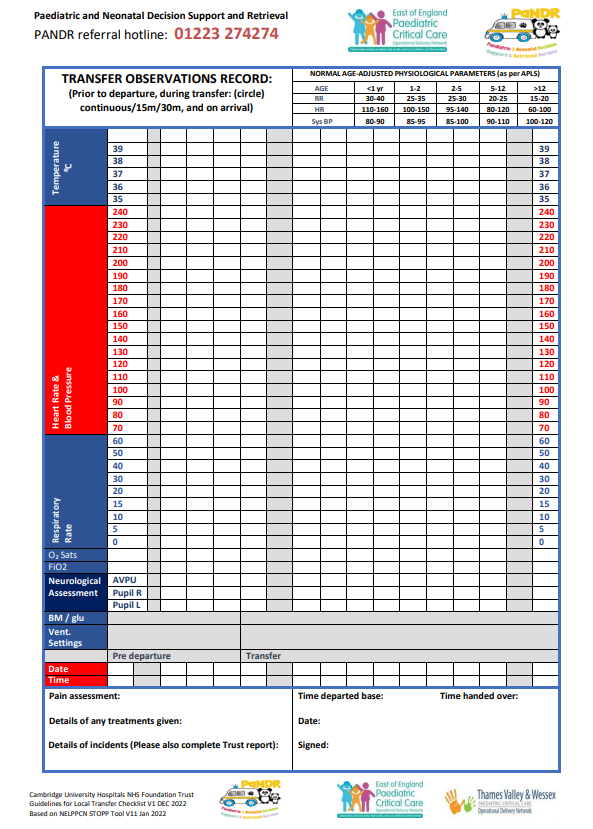 Paediatric and Neonatal Decision Support and Retrieval
PANDR referral hotline: 01223 274274
East of England
Paediatric
Critical Care
Operational Delivery Network
PaNDR
Paediatric & Neonatal Decision
Support & Retrieval Service
TRANSFER OBSERVATIONS RECORD:
(Prior to departure, during transfer: (circle)
continuous/15m/30m, and on arrival)
NORMAL AGE-ADJUSTED PHYSIOLOGICAL PARAMETERS (as per APLS)
AGE <1 yr 1-2 2-5 5-12 >12
RR 30-40 25-35 25-30 20-25 15-20
HR 110-160 100-150 95-140 80-120 60-100
Sys BP 80-90 85-95 85-100 90-110 100-120
Temperature
ºC
39 39
38 38
37 37
36 36
35 35
Heart Rate &
Blood Pressure
240 240
230 230
220 220
210 210
200 200
190 190
180 180
170 170
160 160
150 150
140 140
130 130
120 120
110 110
100 100
90 90
80 80
70 70
Respiratory
Rate
60 60
50 50
40 40
30 30
20 20
15 15
10 10
5 5
0 0
O₂ Sats
FiO2
Neurological
Assessment
AVPU
Pupil R
Pupil L
BM / glu
Vent.
Settings
Pre departure Transfer
Date
Time
Pain assessment:
Time departed base: Time handed over:
Details of any treatments given:
Date:
Details of incidents (Please also complete Trust report):
Signed:
Cambridge University Hospitals NHS Foundation Trust
Guidelines for Local Transfer Checklist V1 DEC 2022
Based on NELPPCN STOPP Tool V11 Jan 2022
PaNDR
Paediatric & Neonatal Decision
Support & Retrieval Service
East of England
Paediatric
Critical Care
Operational Delivery Network
Thames Valley & Wessex
PAEDIATRIC CRITICAL CARE
Operational Delivery Network